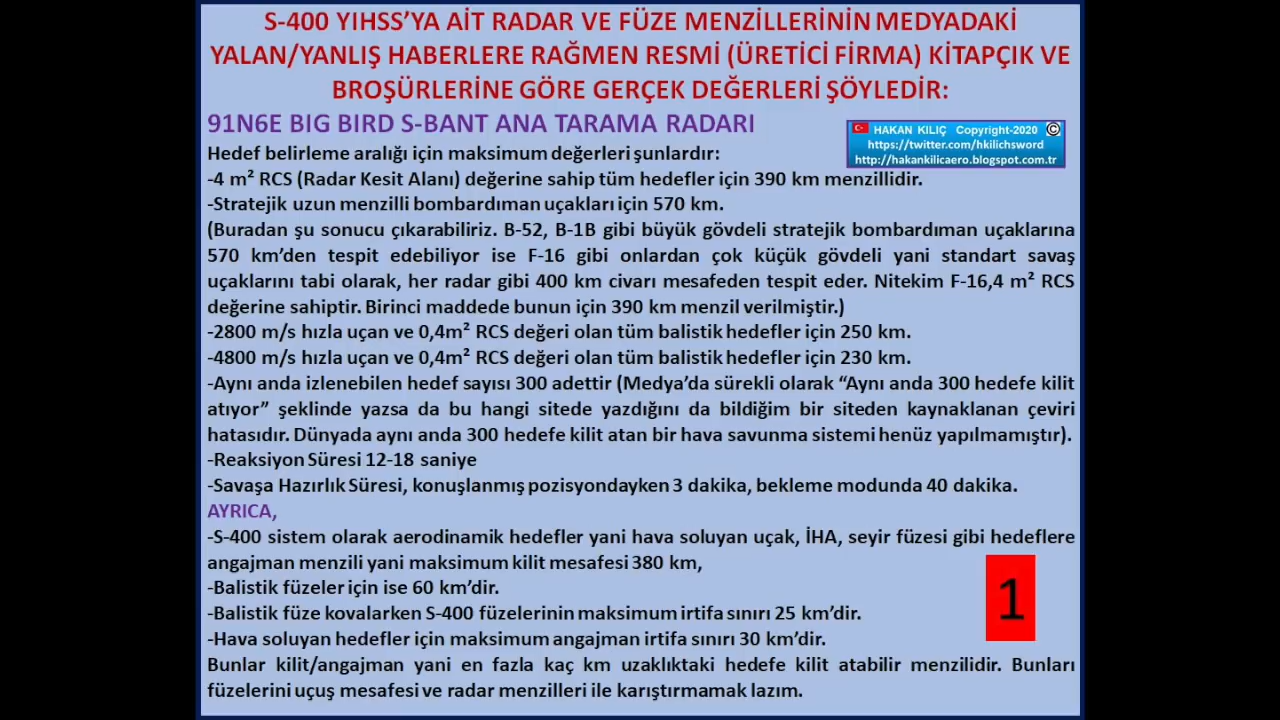 S-400 YIHSS’YA AİT RADAR VE FÜZE MENZİLLERİNİN MEDYADAKİ
YALAN/YANLIŞ HABERLERE RAĞMEN RESMİ (ÜRETİCİ FİRMA) KİTAPÇIK VE
BROŞÜRLERİNE GÖRE GERÇEK DEĞERLERİ ŞÖYLEDİR:
91N6E BIG BIRD S-BANT ANA TARAMA RADARI
HAKAN KILIÇ Copyright-2020 ©
https://twitter.com/hkilichsword
http://hakankilicaero.blogspot.com.tr
Hedef belirleme aralığı için maksimum değerleri şunlardır:
-4 m² RCS (Radar Kesit Alanı) değerine sahip tüm hedefler için 390 km menzillidir.
-Stratejik uzun menzilli bombardıman uçakları için 570 km.
(Buradan şu sonucu çıkarabiliriz. B-52, B-1B gibi büyük gövdeli stratejik bombardıman uçaklarına
570 km’den tespit edebiliyor ise F-16 gibi onlardan çok küçük gövdeli yani standart savaş
uçaklarını tabi olarak, her radar gibi 400 km civarı mesafeden tespit eder. Nitekim F-16,4 m² RCS
değerine sahiptir. Birinci maddede bunun için 390 km menzil verilmiştir.)
-2800 m/s hızla uçan ve 0,4m² RCS değeri olan tüm balistik hedefler için 250 km.
-4800 m/s hızla uçan ve 0,4m² RCS değeri olan tüm balistik hedefler için 230 km.
-Aynı anda izlenebilen hedef sayısı 300 adettir (Medya’da sürekli olarak “Aynı anda 300 hedefe kilit
atıyor” şeklinde yazsa da bu hangi sitede yazdığını da bildiğim bir siteden kaynaklanan çeviri
hatasıdır. Dünyada aynı anda 300 hedefe kilit atan bir hava savunma sistemi henüz yapılmamıştır).
-Reaksiyon Süresi 12-18 saniye
-Savaşa Hazırlık Süresi, konuşlanmış pozisyondayken 3 dakika, bekleme modunda 40 dakika.
AYRICA,
-S-400 sistem olarak aerodinamik hedefler yani hava soluyan uçak, İHA, seyir füzesi gibi hedeflere
angajman menzili yani maksimum kilit mesafesi 380 km,
-Balistik füzeler için ise 60 km’dir.
-Balistik füze kovalarken S-400 füzelerinin maksimum irtifa sınırı 25 km’dir.
-Hava soluyan hedefler için maksimum angajman irtifa sınırı 30 km’dir.
1
Bunlar kilit/angajman yani en fazla kaç km uzaklıktaki hedefe kilit atabilir menzilidir. Bunları
füzelerini uçuş mesafesi ve radar menzilleri ile karıştırmamak lazım.